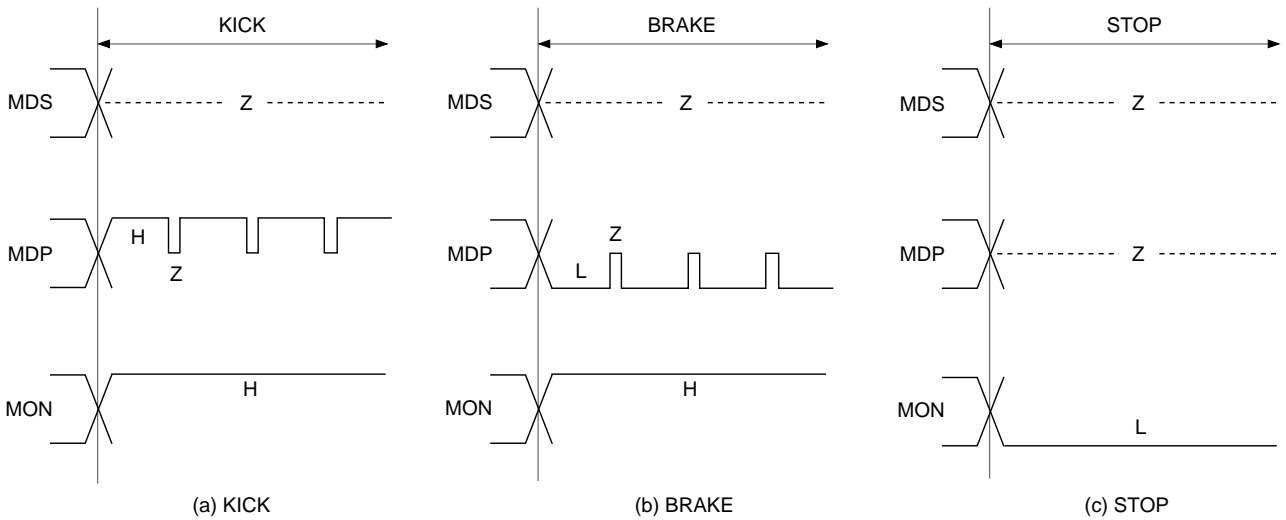 KICK
MDS
Z
MDP
H
Z
MON
H
(a) KICK
BRAKE
MDS
Z
MDP
Z
L
MON
H
(b) BRAKE
STOP
MDS
Z
MDP
Z
MON
L
(c) STOP